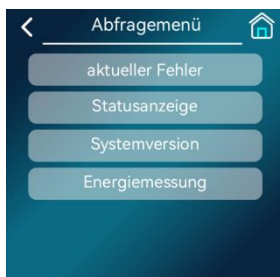 Abfragemenü
aktueller Fehler
Statusanzeige
Systemversion
Energiemessung